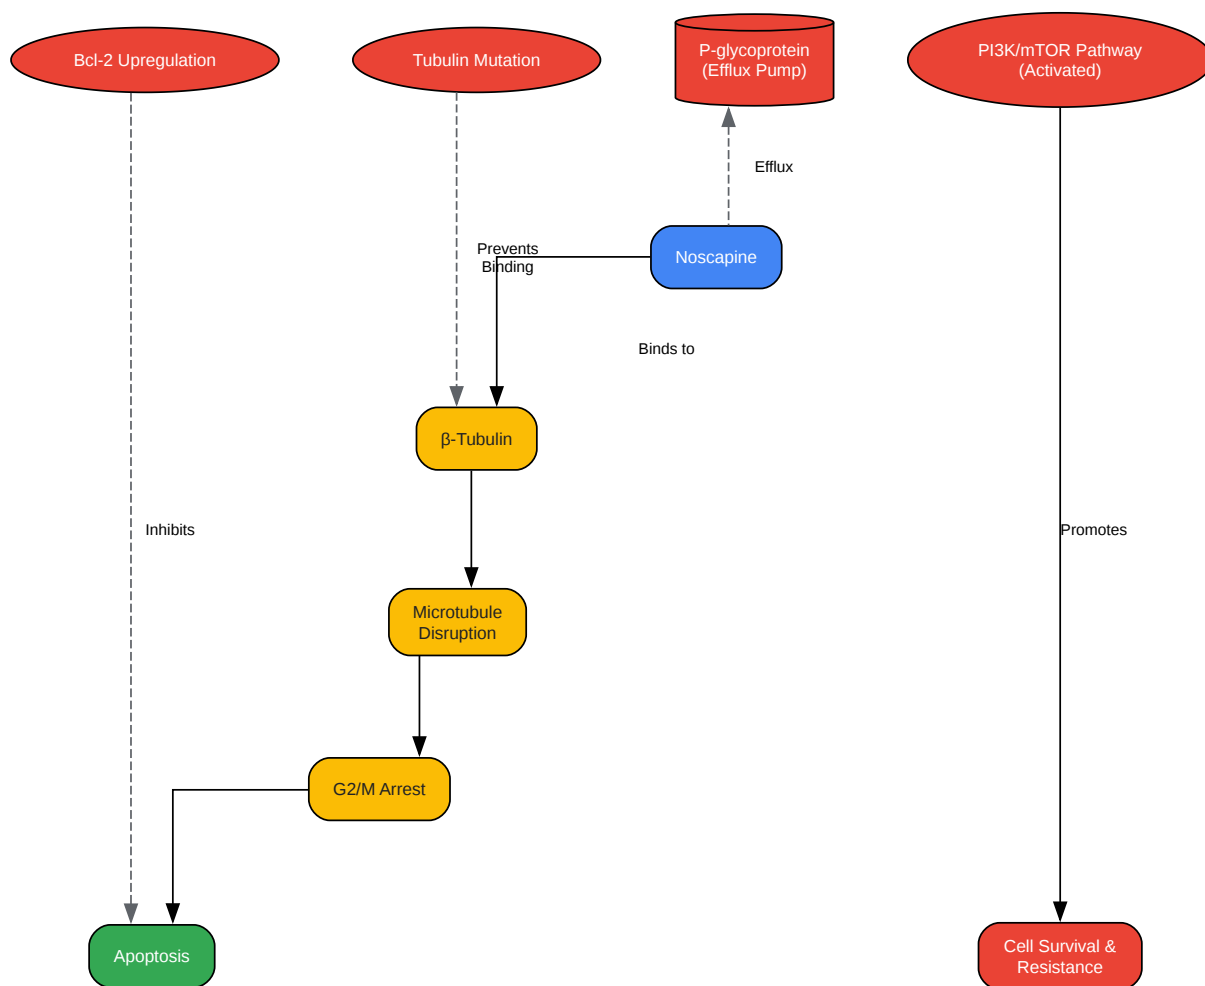 Bcl-2 Upregulation
Tubulin Mutation
P-glycoprotein
(Efflux Pump)
PI3K/mTOR Pathway
(Activated)
Efflux
Prevents
Binding
Noscapine
Binds to
β-Tubulin
Inhibits
Promotes
Microtubule
Disruption
G2/M Arrest
Apoptosis
Cell Survival &
Resistance